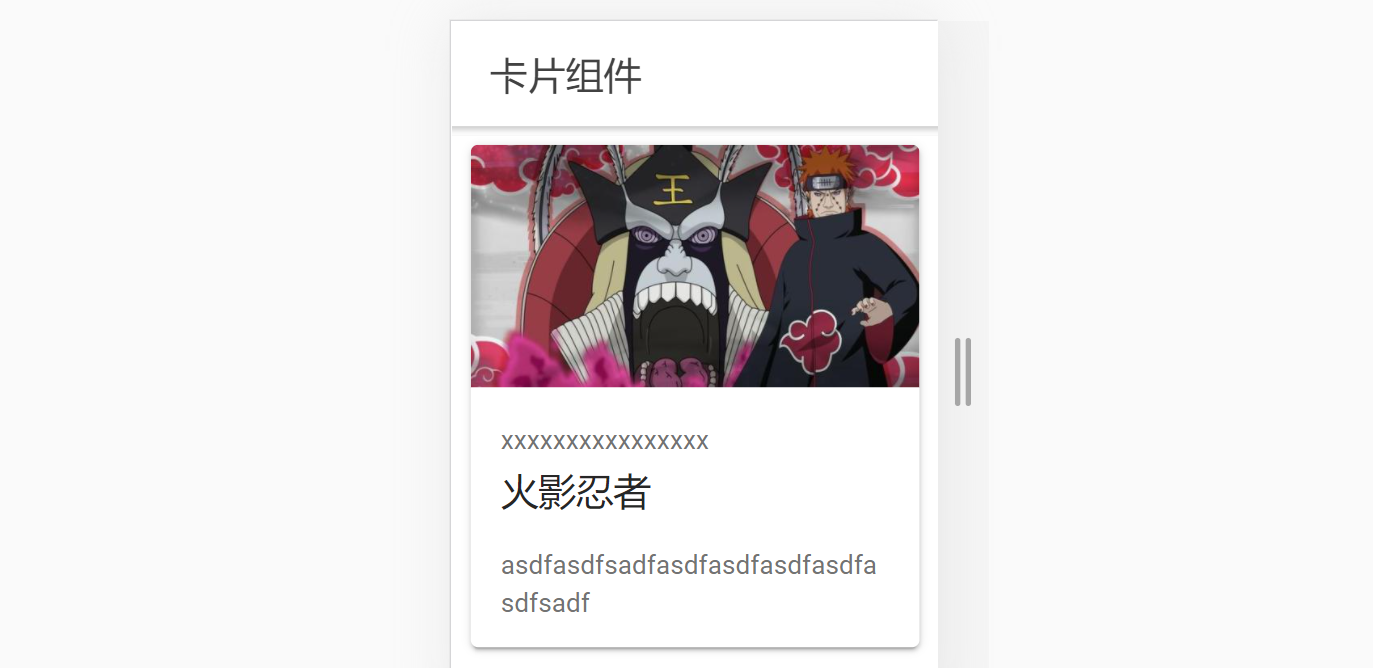 卡片组件
王
xxxxxxxxxxxxxxxx
火影忍者
asdfasdfsadfasdfasdfasdfasdfa
sdfsadf